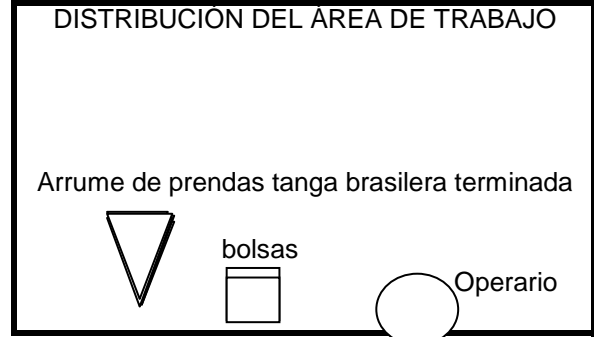 DISTRIBUCIÓN DEL ÁREA DE TRABAJO
Arrume de prendas tanga brasilera terminada
bolsas
Operario